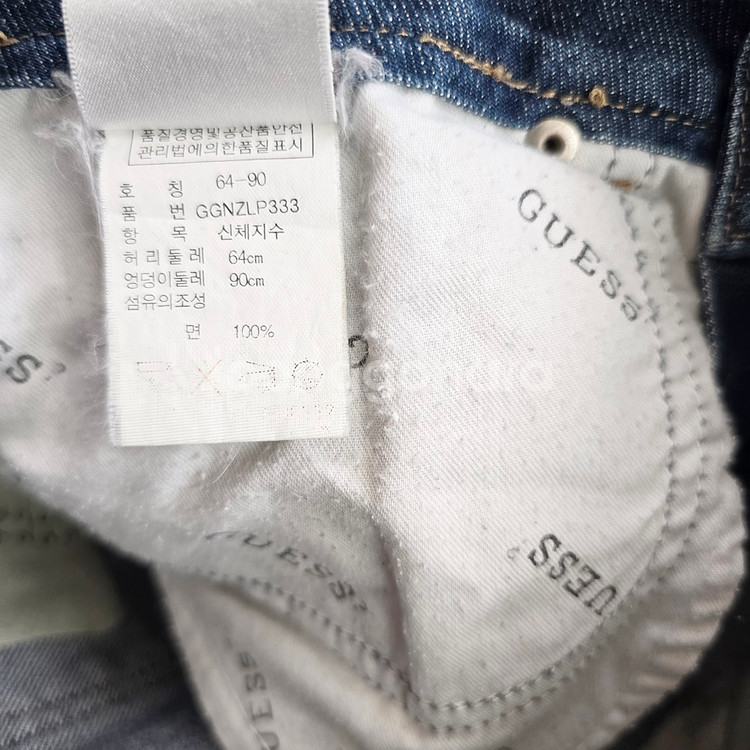 품질경영및공산품안전
관리법에의한품질표시
호 칭 64-90
품 번 GGNZLP333
항 목 신체지수
허리둘레 64cm
엉덩이둘레 90cm
섬유의조성
면 100%
GUESS?
GUESS?
GUESS?